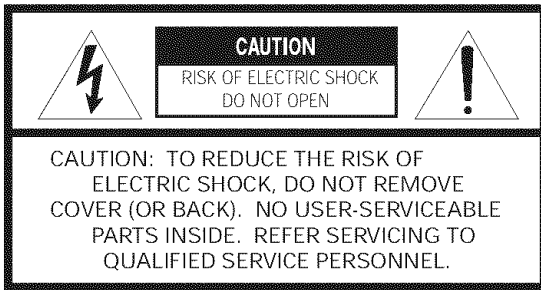 CAUTION
RISK OF ELECTRIC SHOCK
DO NOT OPEN
CAUTION: TO REDUCE THE RISK OF
ELECTRIC SHOCK, DO NOT REMOVE
COVER (OR BACK). NO USER-SERVICEABLE
PARTS INSIDE. REFER SERVICING TO
QUALIFIED SERVICE PERSONNEL.